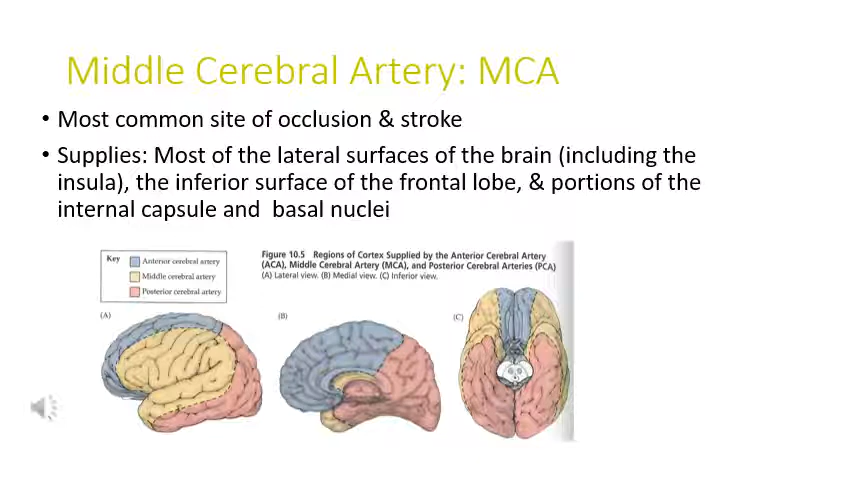 Middle Cerebral Artery: MCA
• Most common site of occlusion & stroke
• Supplies: Most of the lateral surfaces of the brain (including the
insula), the inferior surface of the frontal lobe, & portions of the
internal capsule and  basal nuclei
Key
Anterior cerebral artery
Middle cerebral artery
Posterior cerebral artery
Figure 10.5 Regions of Cortex Supplied by the Anterior Cerebral Artery
(ACA), Middle Cerebral Artery (MCA), and Posterior Cerebral Arteries (PCA)
(A) Lateral view. (B) Medial view. (C) Inferior view.
(A)
(B)
(C)